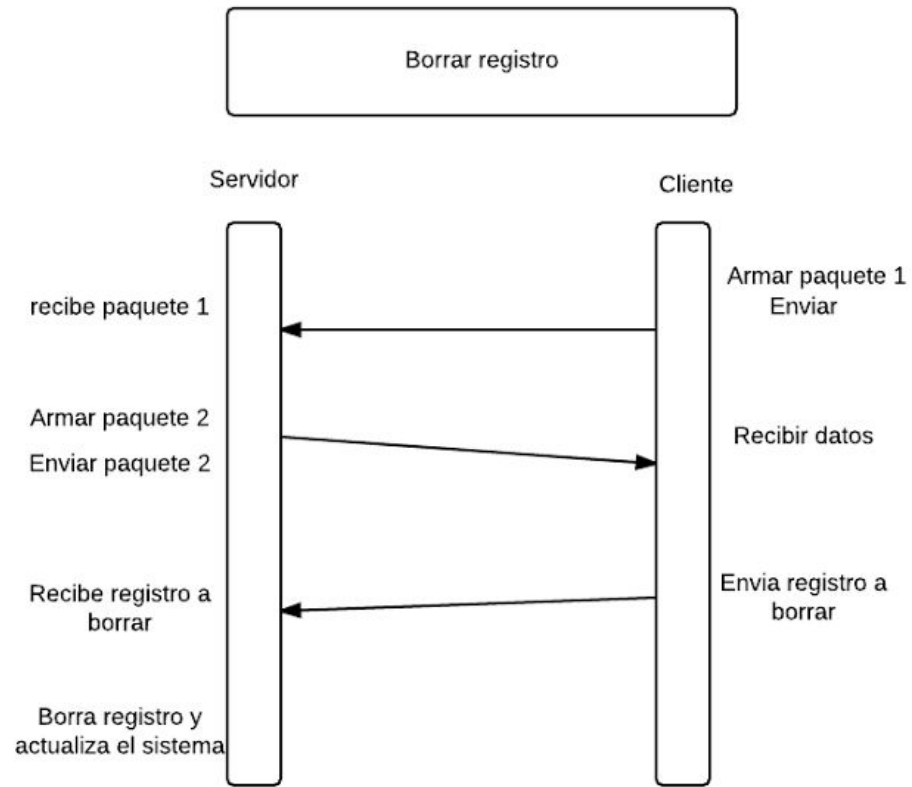 Borrar registro
Servidor
Cliente
Armar paquete 1
Enviar
recibe paquete 1
Armar paquete 2
Enviar paquete 2
Recibir datos
Envia registro a
borrar
Recibe registro a
borrar
Borra registro y
actualiza el sistema